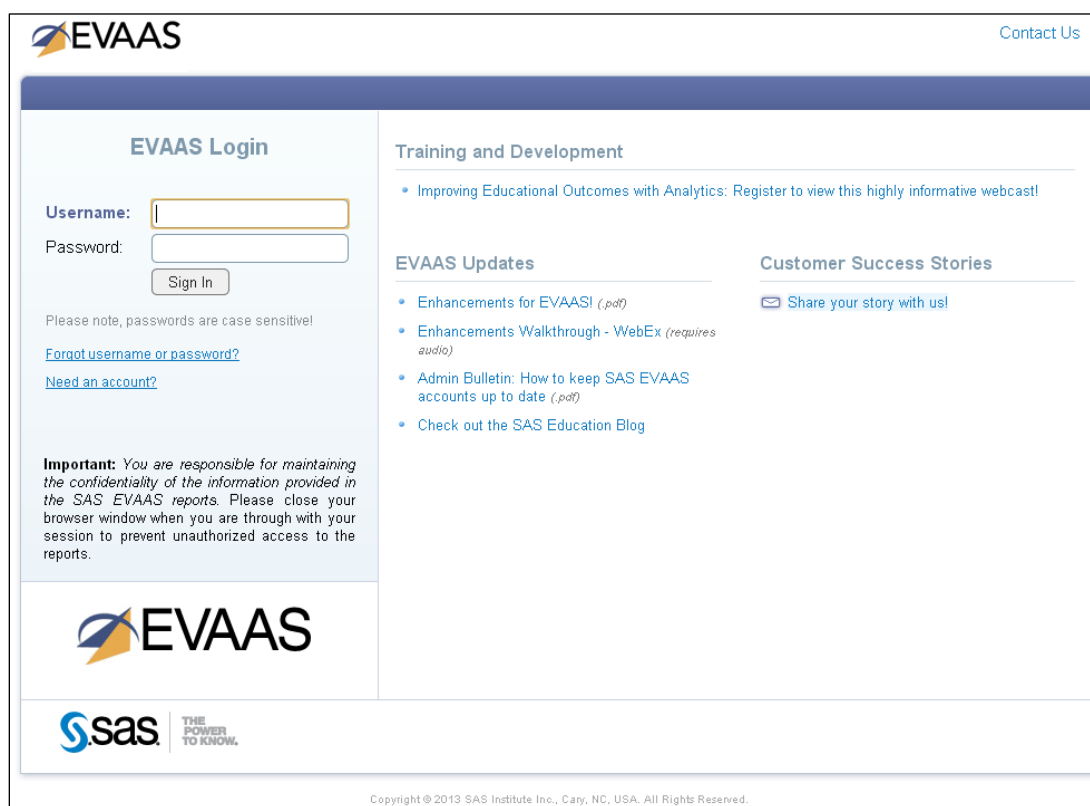 EVAAS
Contact Us
EVAAS Login
Username:
Password:
Sign In
Please note, passwords are case sensitive!
Forgot username or password?
Need an account?
Important: You are responsible for maintaining
the confidentiality of the information provided in
the SAS EVAAS reports. Please close your
browser window when you are through with your
session to prevent unauthorized access to the
reports.
EVAAS
Training and Development
Improving Educational Outcomes with Analytics: Register to view this highly informative webcast!
EVAAS Updates
Enhancements for EVAAS! (.pdf)
Enhancements Walkthrough - WebEx (requires
audio)
Admin Bulletin: How to keep SAS EVAAS
accounts up to date (.pdf)
Check out the SAS Education Blog
Customer Success Stories
Share your story with us!
sas
THE
POWER
TO KNOW.
Copyright © 2013 SAS Institute Inc., Cary, NC, USA. All Rights Reserved.